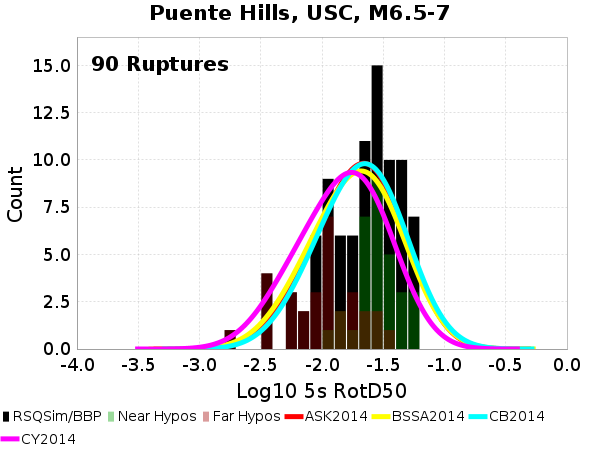 Puente Hills, USC, M6.5-7
90 Ruptures
Count
15.0
12.5
10.0
7.5
5.0
2.5
0.0
-4.0 -3.5 -3.0 -2.5 -2.0 -1.5 -1.0 -0.5 0.0
Log10 5s RotD50
RSQSim/BBP Near Hypos Far Hypos ASK2014 BSSA2014 CB2014
CY2014